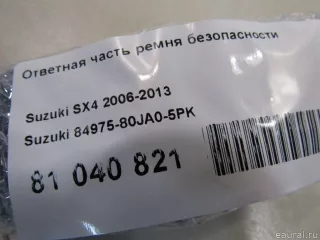 Ответная часть ремня безопасности
Suzuki SX4 2006-2013
Suzuki 84975-80JA0-5PK
81 040 821
eaural.ru